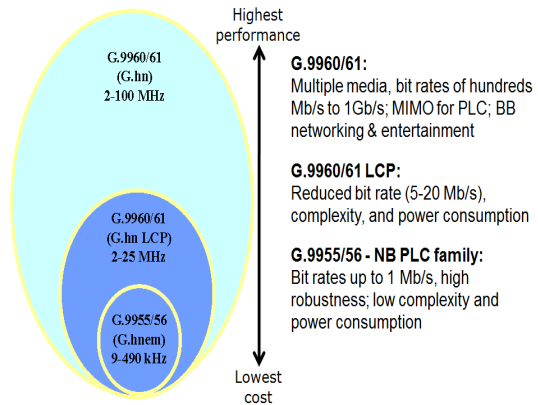 Highest
performance
G.9960/61
(G.hn)
2-100 MHz
G.9960/61
(G.hn LCP)
2-25 MHz
G.9955/56
(G.hnem)
9-490 kHz
Lowest
cost
G.9960/61:
Multiple media, bit rates of hundreds
Mb/s to 1Gb/s; MIMO for PLC; BB
networking & entertainment
G.9960/61 LCP:
Reduced bit rate (5-20 Mb/s),
complexity, and power consumption
G.9955/56 - NB PLC family:
Bit rates up to 1 Mb/s, high
robustness; low complexity and
power consumption